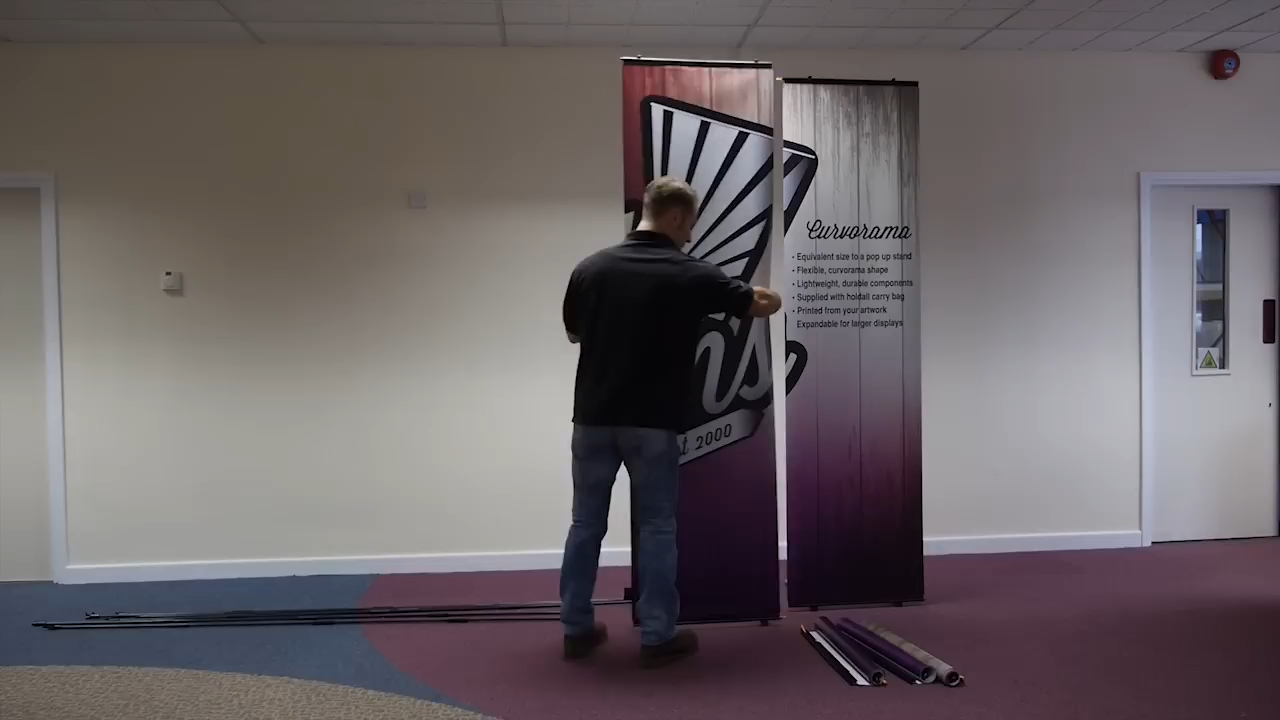 Curvorama
• Equivalent size to a pop up stand
• Flexible, curvorama shape
• Lightweight, durable components
• Supplied with holdall carry bag
• Printed from your artwork
Expandable for larger displays
2000